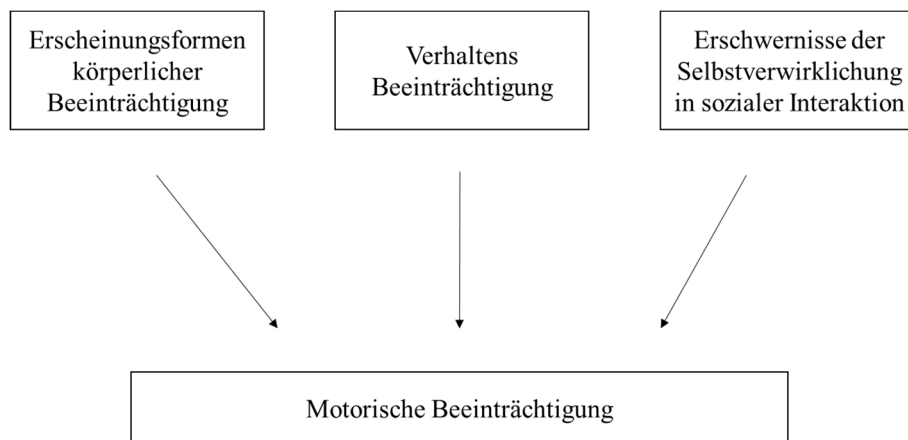 Erscheinungsformen
körperlicher
Beeinträchtigung
Verhaltens
Beeinträchtigung
Erschwernisse der
Selbstverwirklichung
in sozialer Interaktion
Motorische Beeinträchtigung